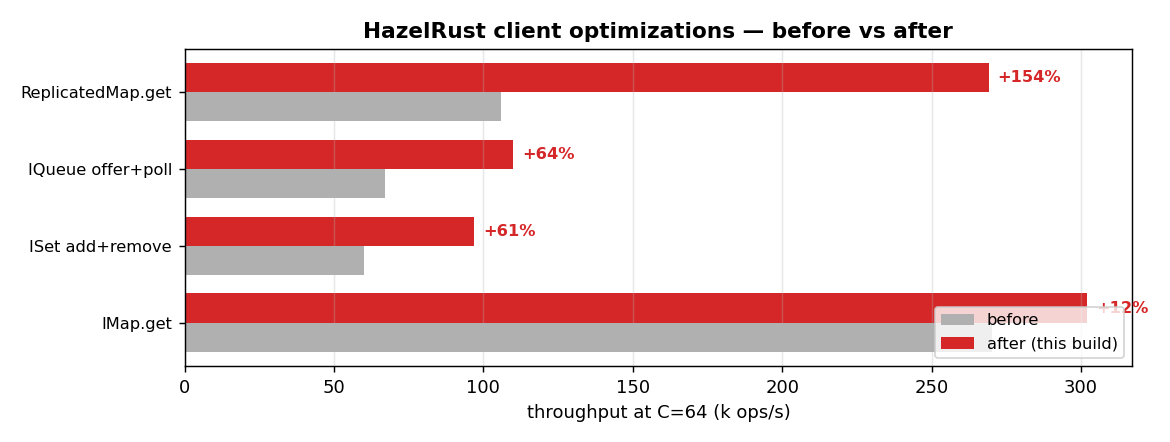 HazelRust client optimizations — before vs after
ReplicatedMap.get
+154%
IQueue offer+poll
+64%
ISet add+remove
+61%
IMap.get
+12%
before
after (this build)
0 50 100 150 200 250 300
throughput at C=64 (k ops/s)